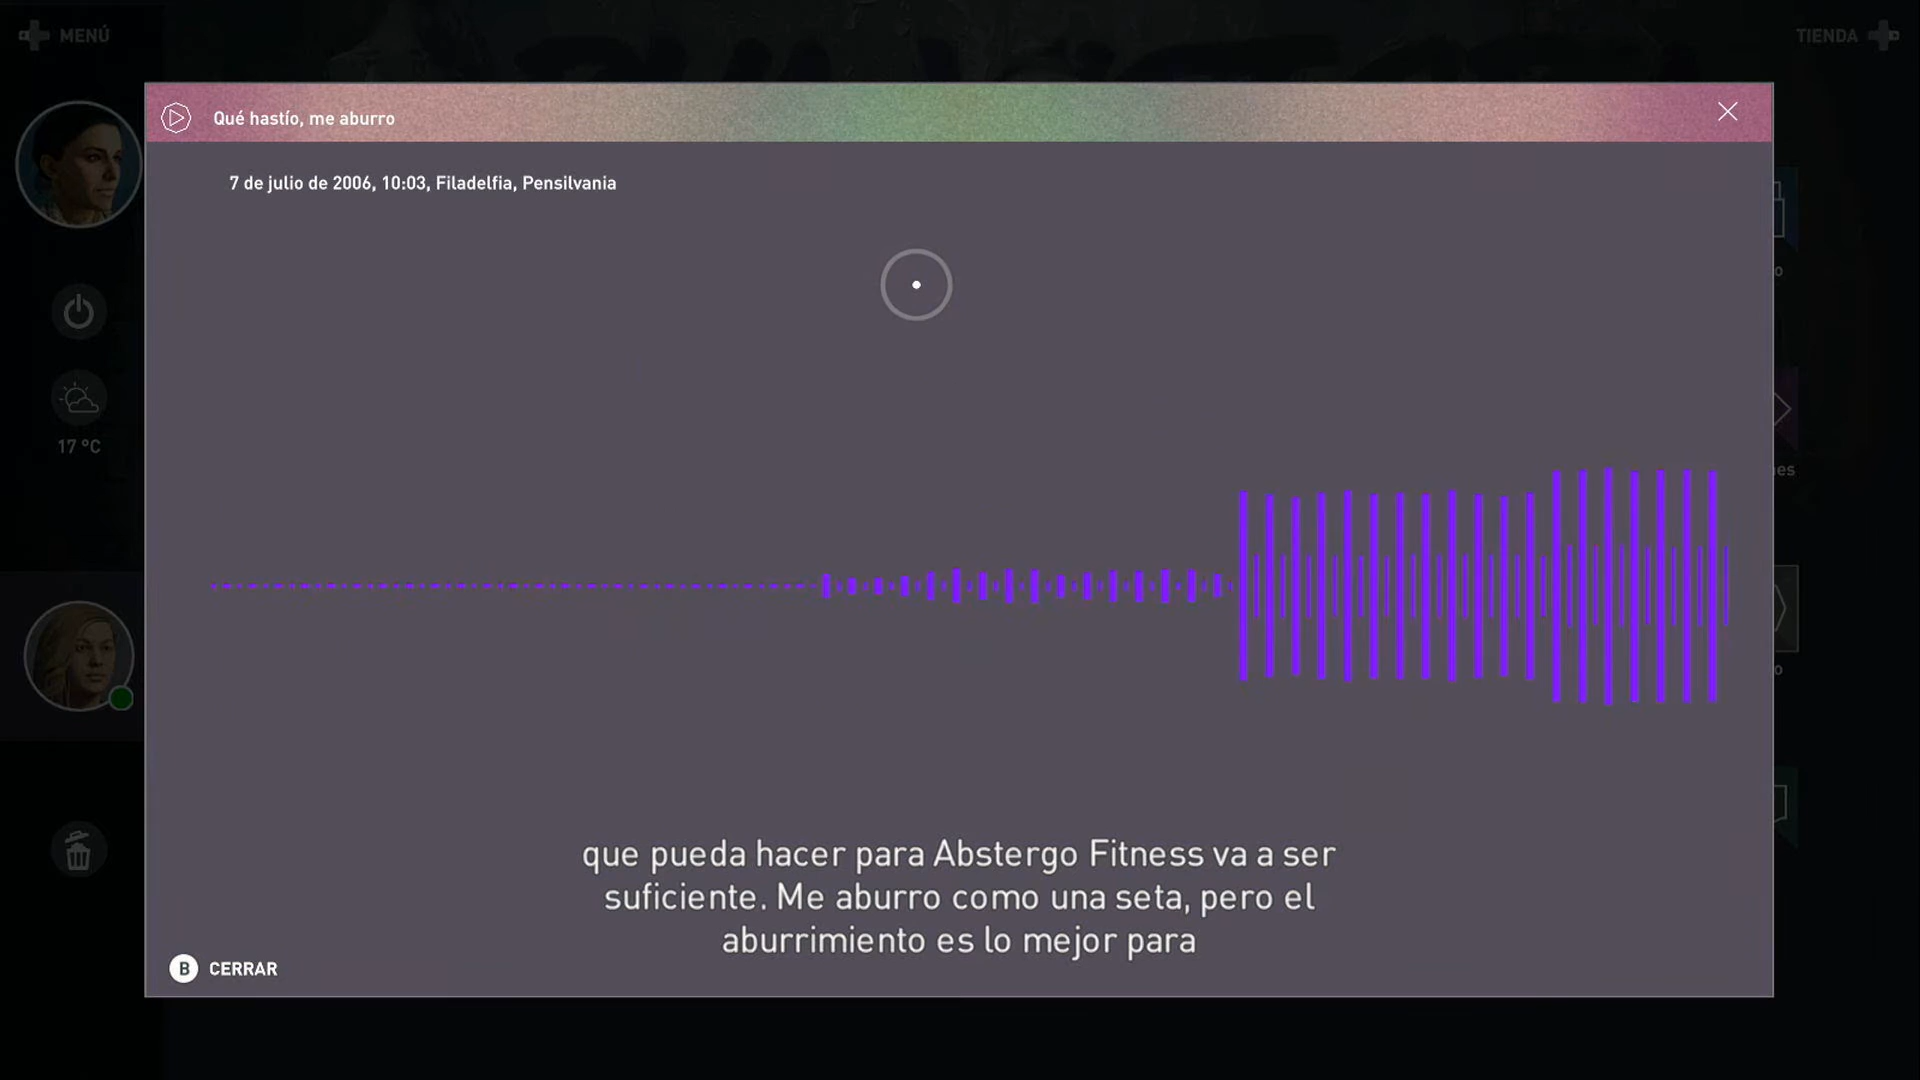 MENÚ
TIENDA
Qué hastío, me aburro
7 de julio de 2006, 10:03, Filadelfia, Pensilvania
17 °C
que pueda hacer para Abstergo Fitness va a ser
suficiente. Me aburro como una seta, pero el
aburrimiento es lo mejor para
B CERRAR